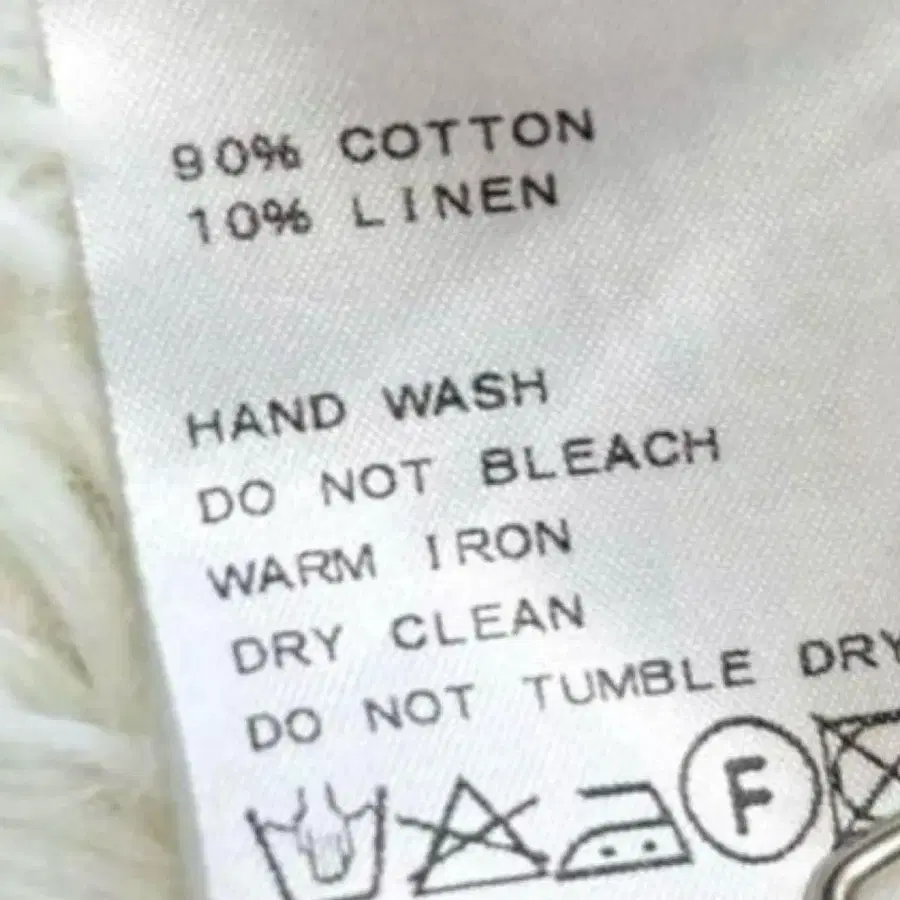 90% COTTON
10% LINEN
HAND WASH
DO NOT BLEACH
WARM IRON
DRY CLEAN
DO NOT TUMBLE DRY
F